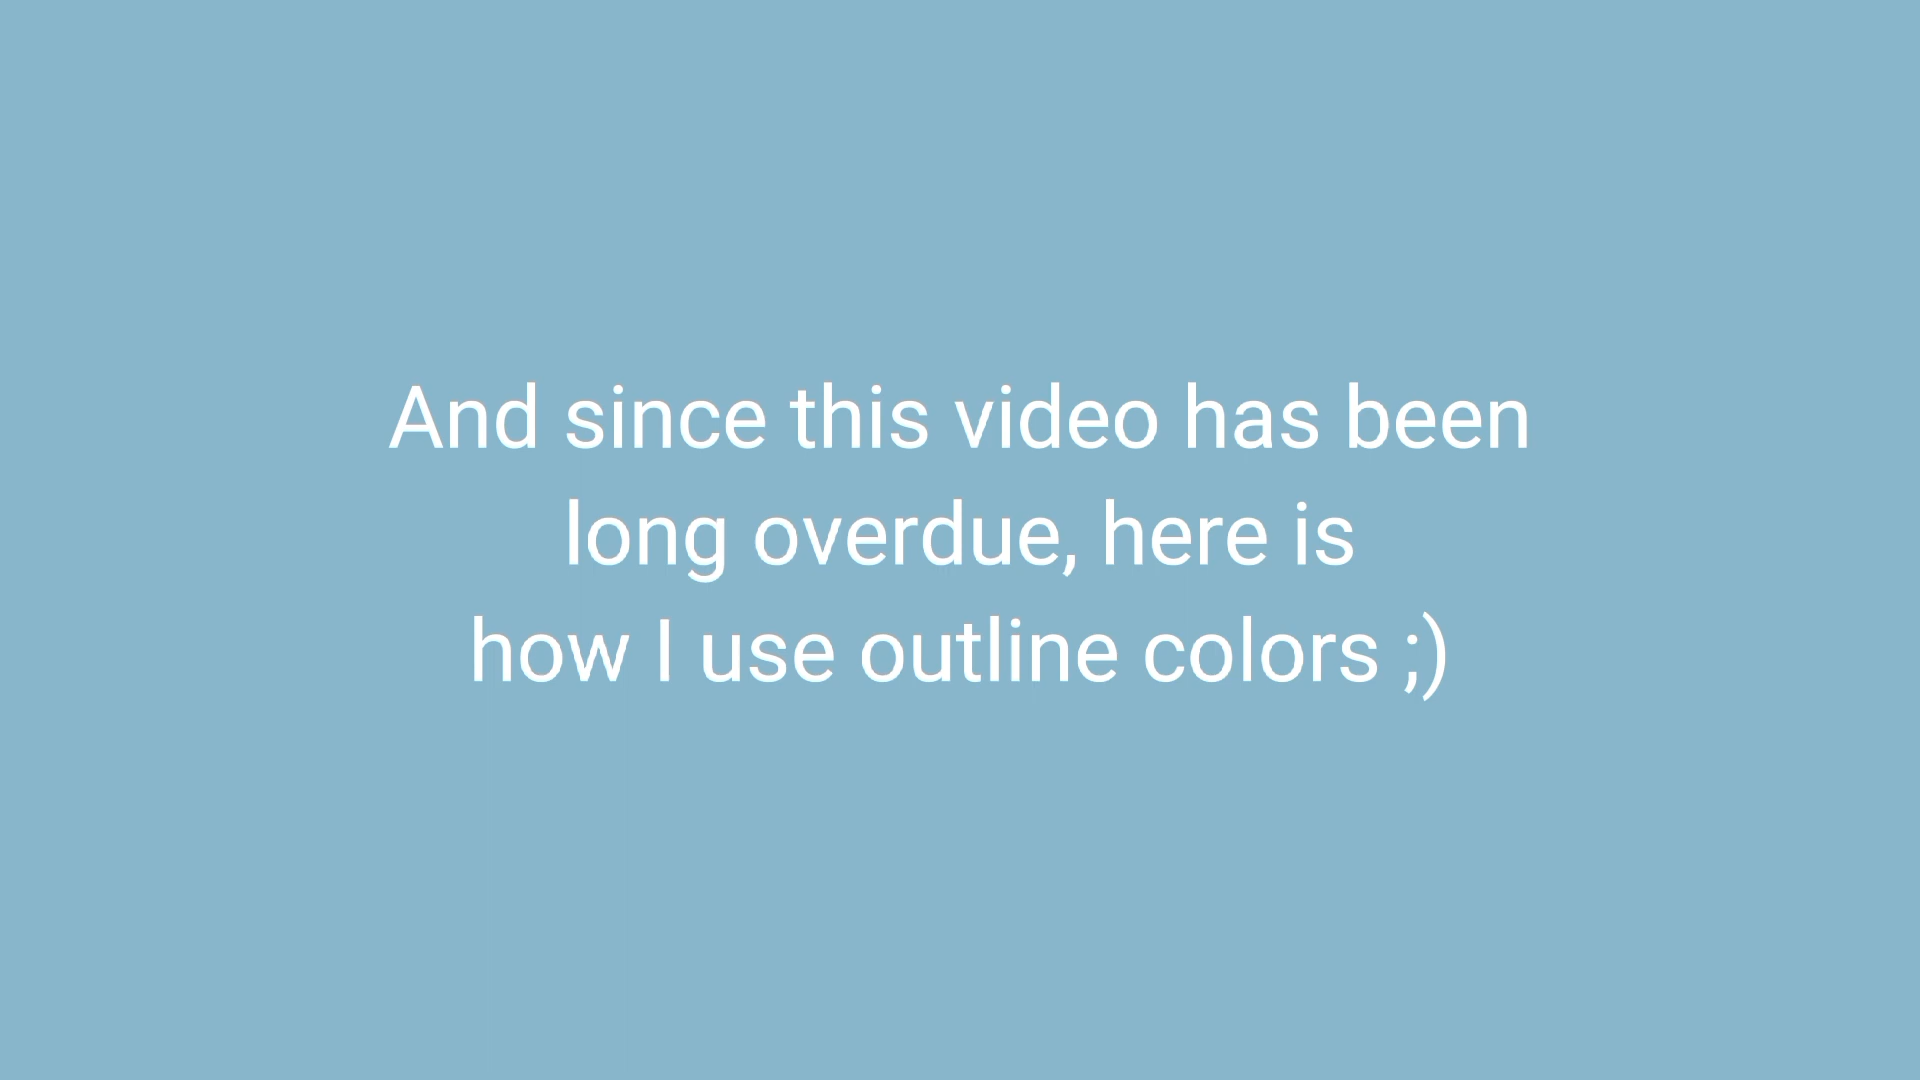 And since this video has been
long overdue, here is
how I use outline colors ;)